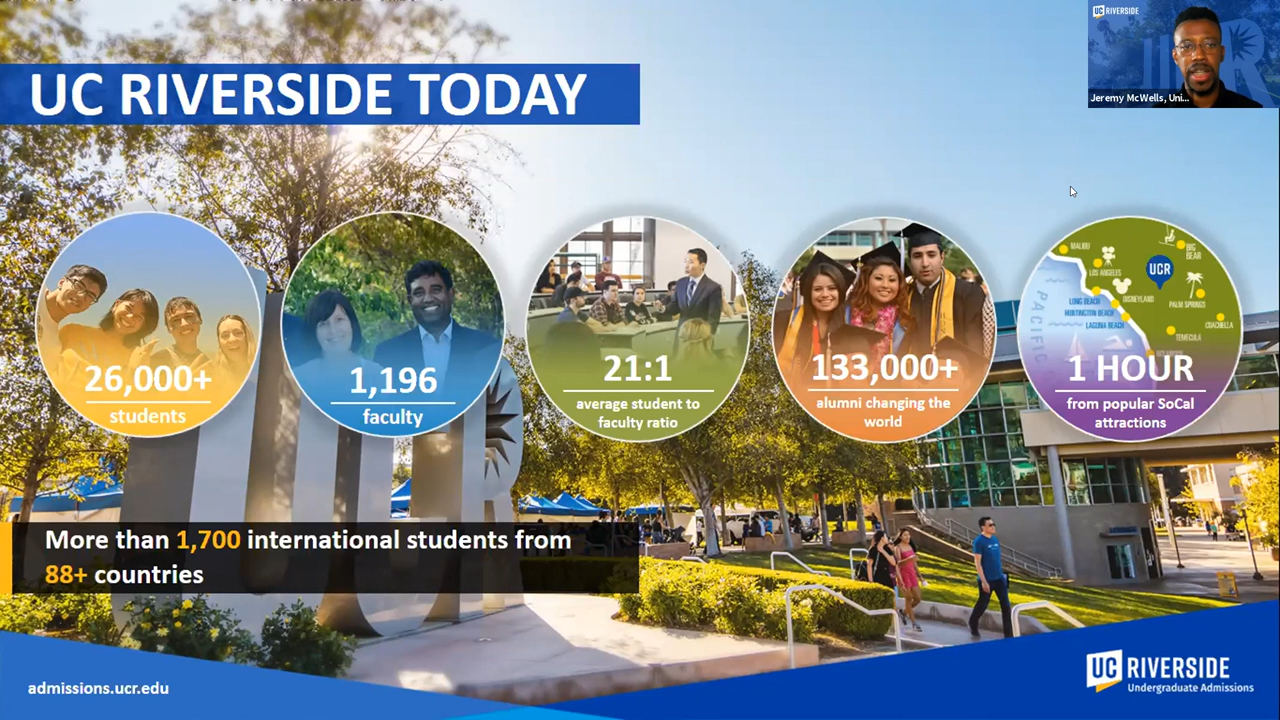 UC RIVERSIDE
Jeremy McWells, Uni...
UC RIVERSIDE TODAY
26,000+
students
1,196
faculty
21:1
average student to
faculty ratio
133,000+
alumni changing the
world
MALIBU
BIG
BEAR
LOS ANGELES
UCR
DISNEYLAND
PALM SPRINGS
LONG BEACH
HUNTINGTON BEACH
LAGUNA BEACH
COACHELLA
TEMECULA
PACIFIC
1 HOUR
from popular SoCal
attractions
More than 1,700 international students from
88+ countries
admissions.ucr.edu
UC RIVERSIDE
Undergraduate Admissions